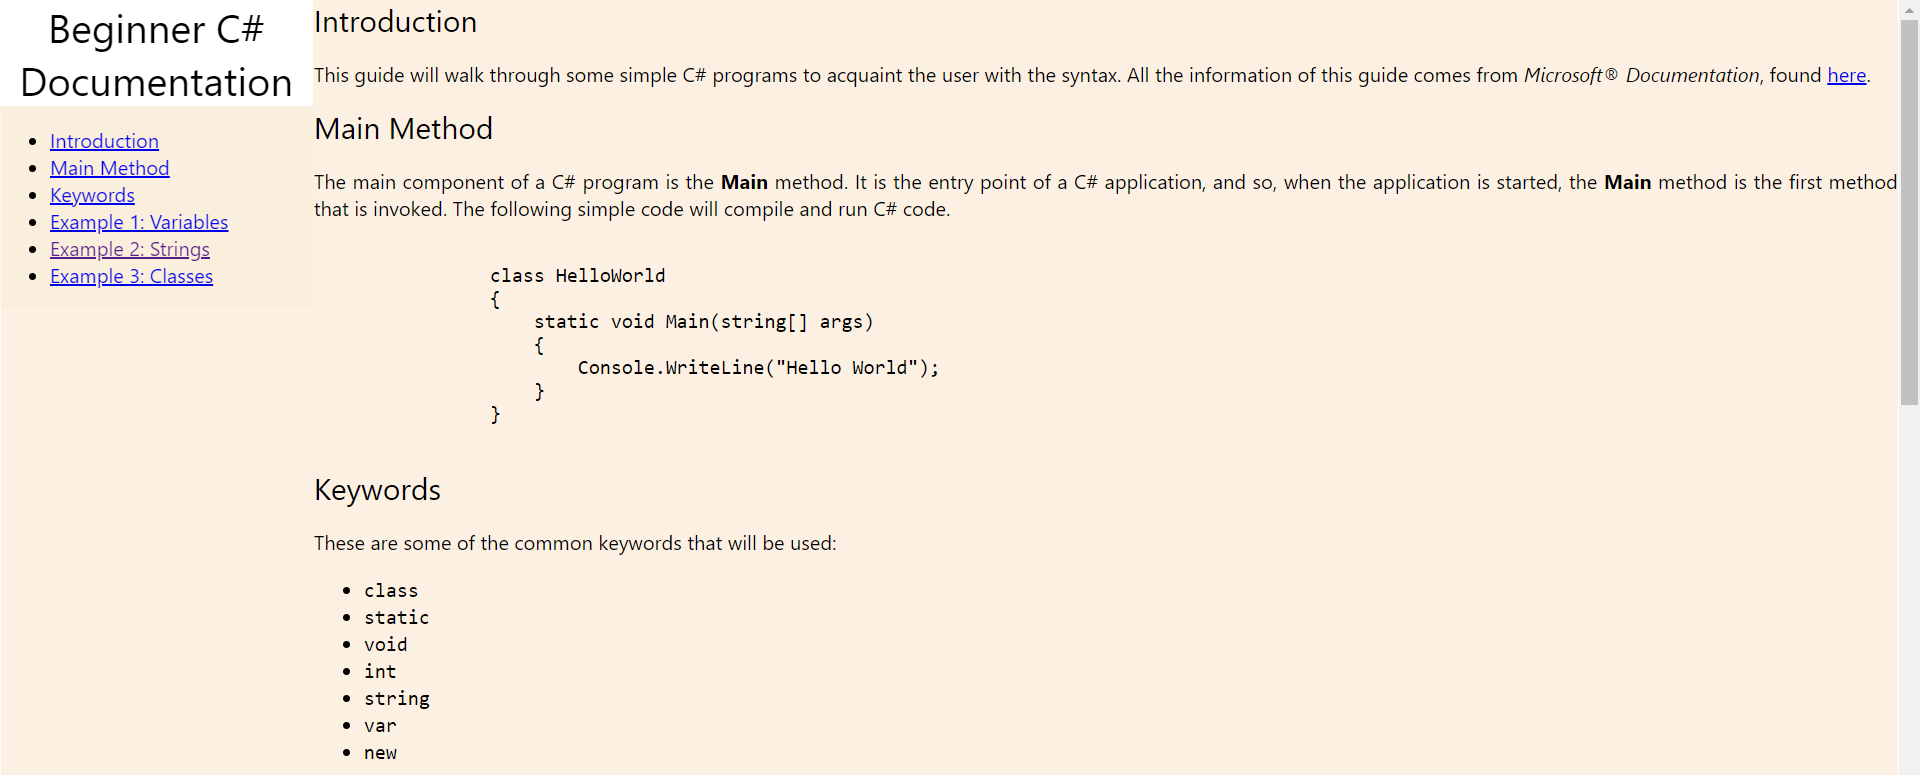 Beginner C#
Documentation
Introduction
Main Method
Keywords
Example 1: Variables
Example 2: Strings
Example 3: Classes
Introduction
This guide will walk through some simple C# programs to acquaint the user with the syntax. All the information of this guide comes from Microsoft® Documentation, found here.
Main Method
The main component of a C# program is the Main method. It is the entry point of a C# application, and so, when the application is started, the Main method is the first method
that is invoked. The following simple code will compile and run C# code.
class HelloWorld
{
    static void Main(string[] args)
    {
        Console.WriteLine("Hello World");
    }
}
Keywords
These are some of the common keywords that will be used:
class
static
void
int
string
var
new